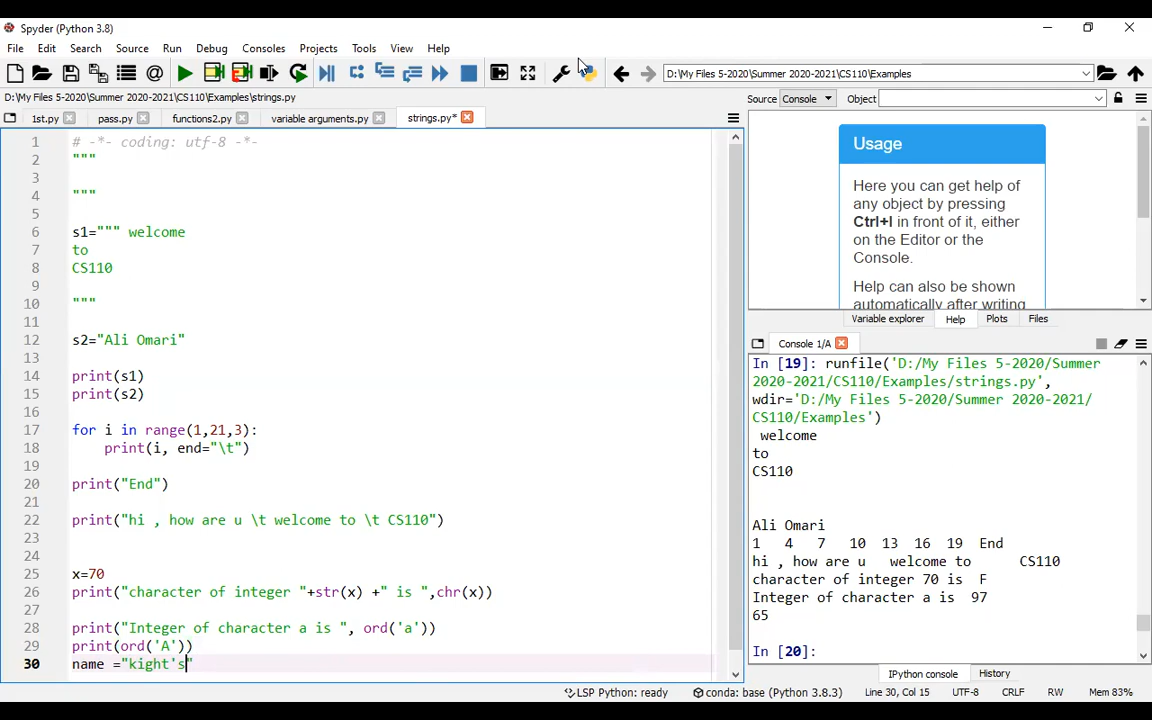 Spyder (Python 3.8)
File Edit Search Source Run Debug Consoles Projects Tools View Help
D:\My Files 5-2020\Summer 2020-2021\CS110\Examples
D:\My Files 5-2020\Summer 2020-2021\CS110\Examples\strings.py
Source Console Object
1st.py pass.py functions2.py variable arguments.py strings.py*
1 # -*- coding: utf-8 -*-
2 """
3
4 """
5
6 s1=""" welcome
7 to
8 CS110
9
10 """
11
12 s2="Ali Omari"
13
14 print(s1)
15 print(s2)
16
17 for i in range(1,21,3):
18     print(i, end="\t")
19
20 print("End")
21
22 print("hi , how are u \t welcome to \t CS110")
23
24
25 x=70
26 print("character of integer "+str(x) +" is ",chr(x))
27
28 print("Integer of character a is ", ord('a'))
29 print(ord('A'))
30 name ="kight's"
Usage
Here you can get help of
any object by pressing
Ctrl+I in front of it, either
on the Editor or the
Console.
Help can also be shown
automatically after writing
Variable explorer Help Plots Files
Console 1/A
In [19]: runfile('D:/My Files 5-2020/Summer
2020-2021/CS110/Examples/strings.py',
wdir='D:/My Files 5-2020/Summer 2020-2021/
CS110/Examples')
welcome
to
CS110
Ali Omari
1 4 7 10 13 16 19 End
hi , how are u welcome to CS110
character of integer 70 is F
Integer of character a is 97
65
In [20]:
IPython console History
LSP Python: ready conda: base (Python 3.8.3) Line 30, Col 15 UTF-8 CRLF RW Mem 83%